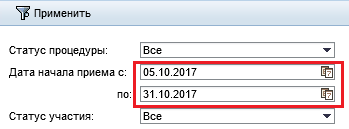 Применить
Статус процедуры: Все
Дата начала приема с: 05.10.2017
по: 31.10.2017
Статус участия: Все